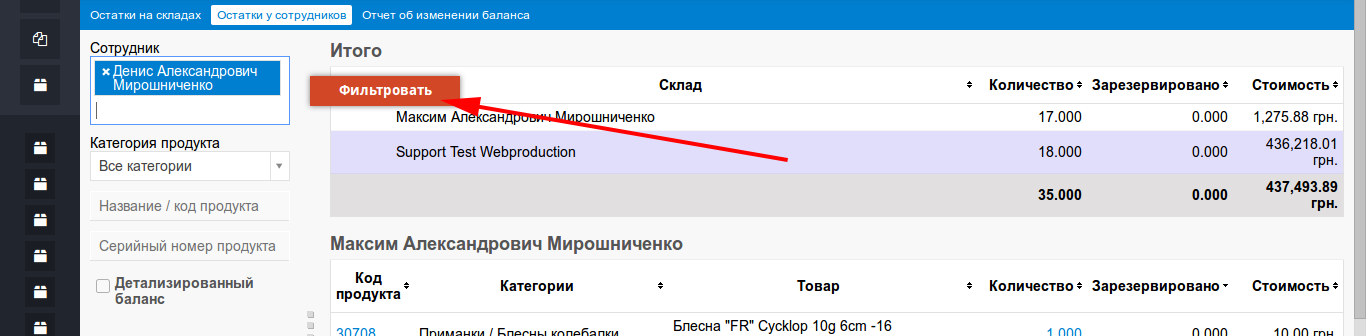 Остатки на складах Остатки у сотрудников Отчет об изменении баланса
Сотрудник
× Денис Александрович
Мирошниченко
Категория продукта
Все категории
Название / код продукта
Серийный номер продукта
Детализированный
баланс
Фильтровать
Итого
Склад Количество Зарезервировано Стоимость
Максим Александрович Мирошниченко 17.000 0.000 1,275.88 грн.
Support Test Webproduction 18.000 0.000 436,218.01
грн.
35.000 0.000 437,493.89
грн.
Максим Александрович Мирошниченко
Код
продукта Категории Товар Количество Зарезервировано Стоимость
Блесна "FR" Cycklop 10g 6cm -16
30708 Приманки / Блесны колебалки 1.000 0.000 10.00 грн.